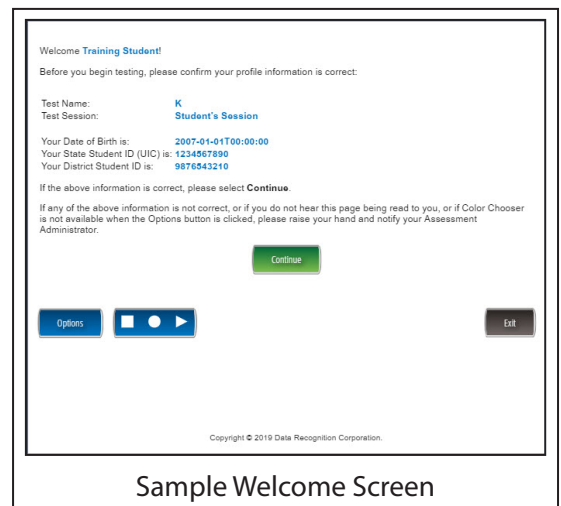 Welcome Training Student!
Before you begin testing, please confirm your profile information is correct:
Test Name: K
Test Session: Student's Session
Your Date of Birth is: 2007-01-01T00:00:00
Your State Student ID (UIC) is: 1234567890
Your District Student ID is: 9876543210
If the above information is correct, please select Continue.
If any of the above information is not correct, or if you do not hear this page being read to you, or if Color Chooser
is not available when the Options button is clicked, please raise your hand and notify your Assessment
Administrator.
Continue
Options
Exit
Copyright © 2019 Data Recognition Corporation.
Sample Welcome Screen